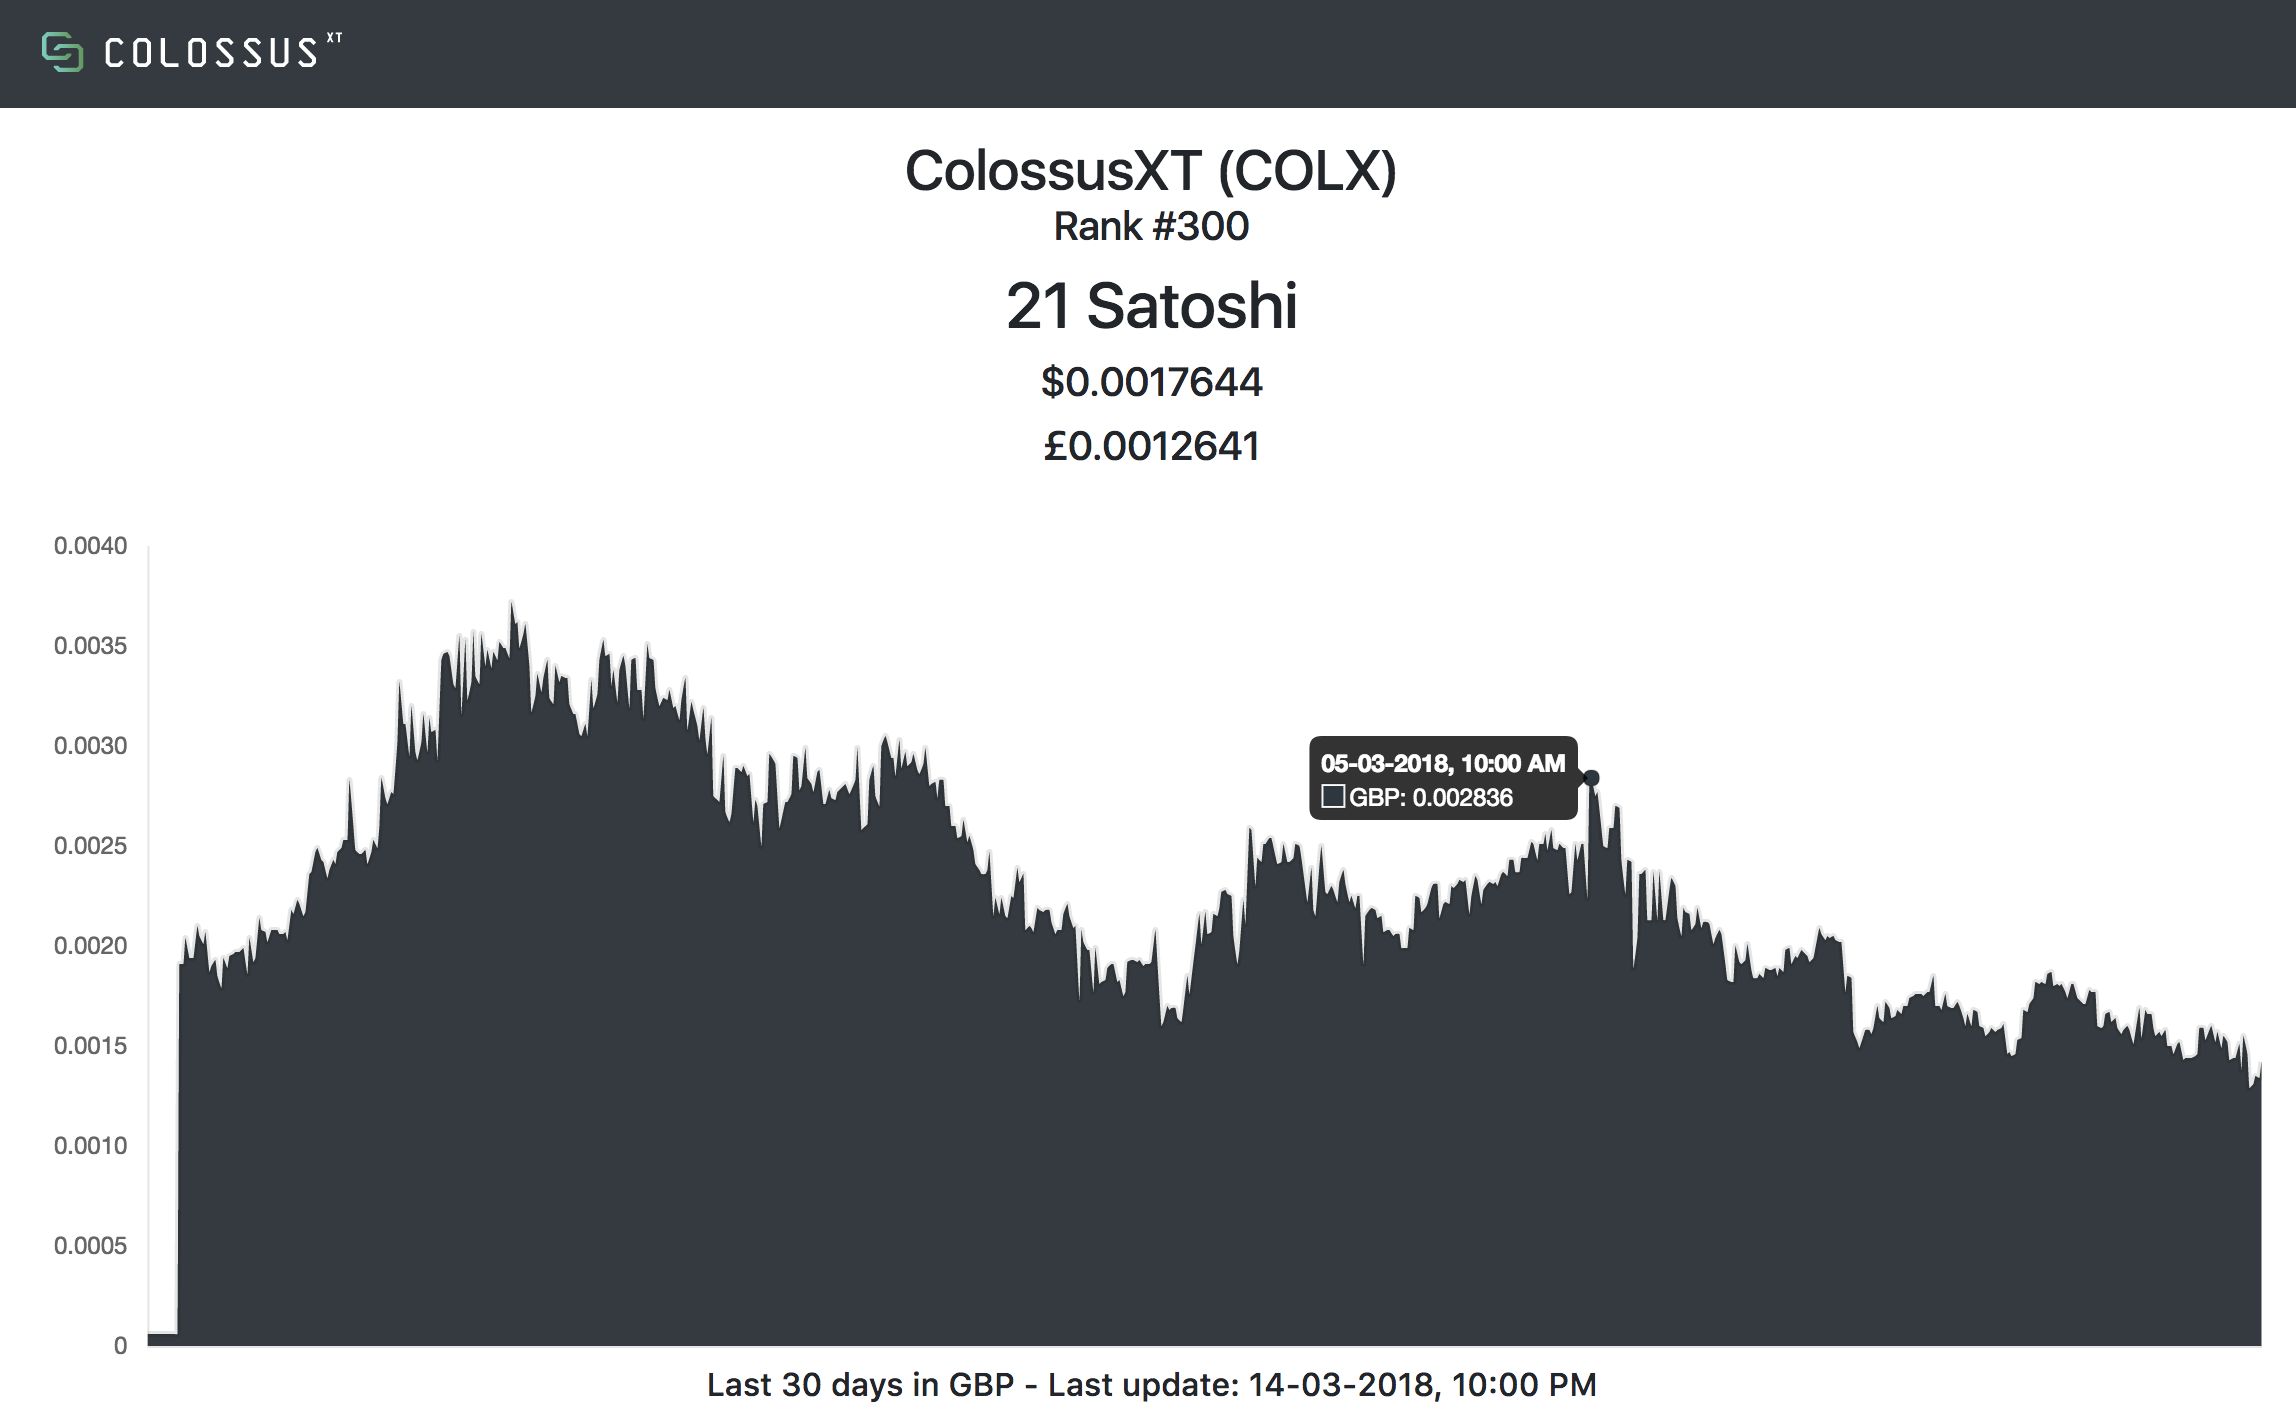 COLOSSUS XT
ColossusXT (COLX)
Rank #300
21 Satoshi
$0.0017644
£0.0012641
0.0040
0.0035
0.0030
05-03-2018, 10:00 AM
GBP: 0.002836
0.0025
0.0020
0.0015
0.0010
0.0005
0
Last 30 days in GBP - Last update: 14-03-2018, 10:00 PM